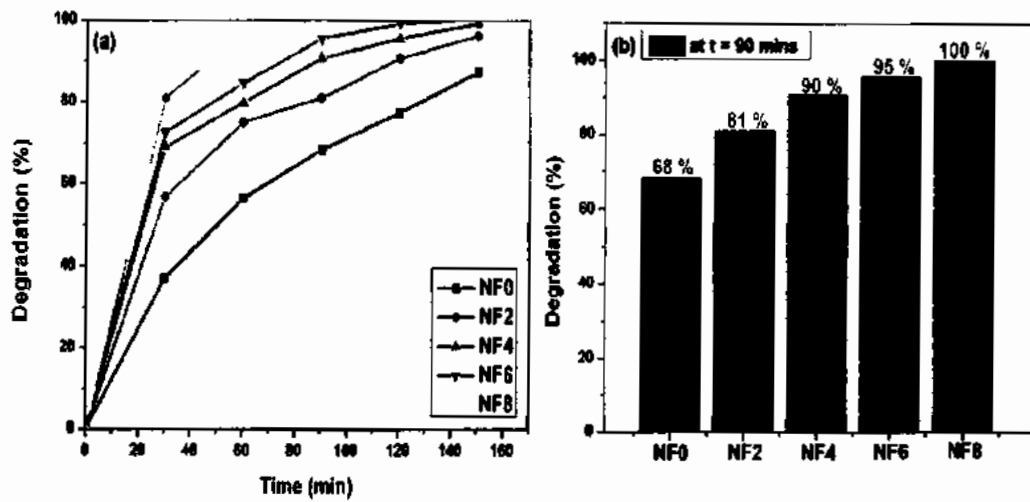 (a)
Degradation (%)
100
80
60
40
20
0
0 20 40 60 80 100 120 140 160
Time (min)
NF0
NF2
NF4
NF6
NF8
(b)
at t = 90 mins
Degradation (%)
100
80
60
40
20
0
68 %
81 %
90 %
95 %
100 %
NF0 NF2 NF4 NF6 NF8